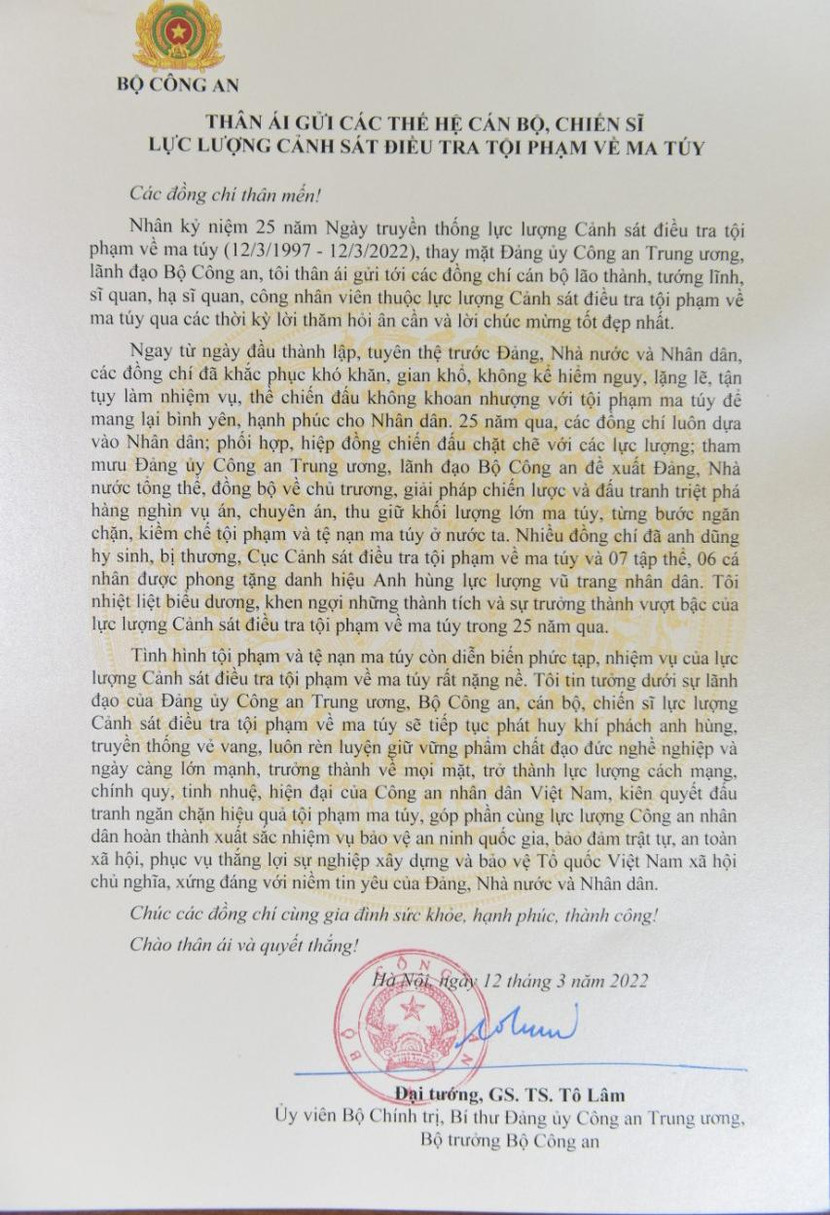 BỘ CÔNG AN
THÂN ÁI GỬI CÁC THẾ HỆ CÁN BỘ, CHIẾN SĨ
LỰC LƯỢNG CẢNH SÁT ĐIỀU TRA TỘI PHẠM VỀ MA TÚY
Các đồng chí thân mến!
Nhân kỷ niệm 25 năm Ngày truyền thống lực lượng Cảnh sát điều tra tội
phạm về ma túy (12/3/1997 - 12/3/2022), thay mặt Đảng ủy Công an Trung ương,
lãnh đạo Bộ Công an, tôi thân ái gửi tới các đồng chí cán bộ lão thành, tướng lĩnh,
sĩ quan, hạ sĩ quan, công nhân viên thuộc lực lượng Cảnh sát điều tra tội phạm về
ma túy qua các thời kỳ lời thăm hỏi ân cần và lời chúc mừng tốt đẹp nhất.
Ngay từ ngày đầu thành lập, tuyên thệ trước Đảng, Nhà nước và Nhân dân,
các đồng chí đã khắc phục khó khăn, gian khổ, không kể hiểm nguy, lặng lẽ, tận
tụy làm nhiệm vụ, thề chiến đấu không khoan nhượng với tội phạm ma túy để
mang lại bình yên, hạnh phúc cho Nhân dân. 25 năm qua, các đồng chí luôn dựa
vào Nhân dân; phối hợp, hiệp đồng chiến đấu chặt chẽ với các lực lượng; tham
mưu Đảng ủy Công an Trung ương, lãnh đạo Bộ Công an đề xuất Đảng, Nhà
nước tổng thể, đồng bộ về chủ trương, giải pháp chiến lược và đấu tranh triệt phá
hàng nghìn vụ án, chuyên án, thu giữ khối lượng lớn ma túy, từng bước ngăn
chặn, kiềm chế tội phạm và tệ nạn ma túy ở nước ta. Nhiều đồng chí đã anh dũng
hy sinh, bị thương, Cục Cảnh sát điều tra tội phạm về ma túy và 07 tập thể, 06 cá
nhân được phong tặng danh hiệu Anh hùng lực lượng vũ trang nhân dân. Tôi
nhiệt liệt biểu dương, khen ngợi những thành tích và sự trưởng thành vượt bậc của
lực lượng Cảnh sát điều tra tội phạm về ma túy trong 25 năm qua.
Tình hình tội phạm và tệ nạn ma túy còn diễn biến phức tạp, nhiệm vụ của lực
lượng Cảnh sát điều tra tội phạm về ma túy rất nặng nề. Tôi tin tưởng dưới sự lãnh
đạo của Đảng ủy Công an Trung ương, Bộ Công an, cán bộ, chiến sĩ lực lượng
Cảnh sát điều tra tội phạm về ma túy sẽ tiếp tục phát huy khí phách anh hùng,
truyền thống vẻ vang, luôn rèn luyện giữ vững phẩm chất đạo đức nghề nghiệp và
ngày càng lớn mạnh, trưởng thành về mọi mặt, trở thành lực lượng cách mạng,
chính quy, tinh nhuệ, hiện đại của Công an nhân dân Việt Nam, kiên quyết đấu
tranh ngăn chặn hiệu quả tội phạm ma túy, góp phần cùng lực lượng Công an nhân
dân hoàn thành xuất sắc nhiệm vụ bảo vệ an ninh quốc gia, bảo đảm trật tự, an toàn
xã hội, phục vụ thắng lợi sự nghiệp xây dựng và bảo vệ Tổ quốc Việt Nam xã hội
chủ nghĩa, xứng đáng với niềm tin yêu của Đảng, Nhà nước và Nhân dân.
Chúc các đồng chí cùng gia đình sức khỏe, hạnh phúc, thành công!
Chào thân ái và quyết thắng!
Hà Nội, ngày 12 tháng 3 năm 2022
BỘ CÔNG AN
Đại tướng, GS. TS. Tô Lâm
Ủy viên Bộ Chính trị, Bí thư Đảng ủy Công an Trung ương,
Bộ trưởng Bộ Công an